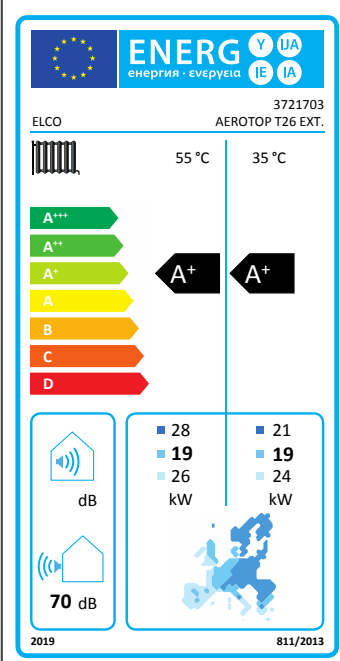 ENERG Y IJA
енергия · ενεργεια IE IA
3721703
ELCO AEROTOP T26 EXT.
55 °C 35 °C
A+++
A++
A+ A+ A+
A
B
C
D
28 21
19 19
dB 26 24
kW kW
70 dB
2019 811/2013